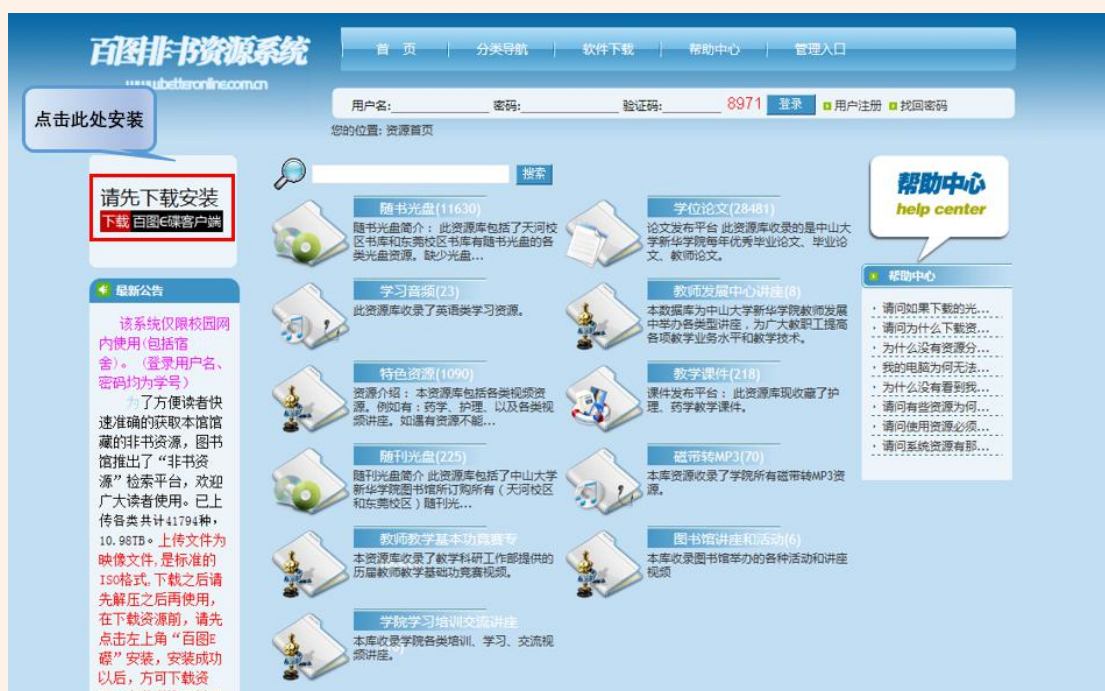 百图非书资源系统
www.ubetteronline.com.cn
首 页
分类导航
软件下载
帮助中心
管理入口
点击此处安装
用户名:
密码:
验证码:
8971
登录
用户注册
找回密码
您的位置: 资源首页
请先下载安装
下载 百图e碟客户端
搜索
最新公告
该系统仅限校园网
内使用(包括宿
舍)。 (登录用户名、
密码均为学号)
为了方便读者快
速准确的获取本馆馆
藏的非书资源，图书
馆推出了“非书资
源”检索平台，欢迎
广大读者使用。已上
传各类共计41794种，
10.98TB。上传文件为
映像文件,是标准的
ISO格式,下载之后请
先解压之后再使用，
在下载资源前，请先
点击左上角“百图E
碟”安装，安装成功
以后，方可下载资
随书光盘(11630)
随书光盘简介： 此资源库包括了天河校
区书库和东莞校区书库有随书光盘的各
类光盘资源。缺少光盘...
学位论文(28481)
论文发布平台 此资源库收录的是中山大
学新华学院每年优秀毕业论文、毕业论
文、教师论文。
学习音频(23)
此资源库收录了英语类学习资源。
教师发展中心讲座(8)
本数据库为中山大学新华学院教师发展
中举办各类型讲座，为广大教职工提高
各项教学业务水平和教学技术。
特色资源(1090)
资源介绍： 本资源库包括各类视频资
源。例如有：药学、护理、以及各类视
频讲座。如遇有资源不能...
教学课件(218)
课件发布平台： 此资源库现收藏了护
理、药学教学课件。
随刊光盘(225)
随刊光盘简介 此资源库包括了中山大学
新华学院图书馆所订购所有（天河校区
和东莞校区）随刊光...
磁带转MP3(70)
本库资源收录了学院所有磁带转MP3资
源。
教师教学基本功竞赛专
本资源库收录了教学科研工作部提供的
历届教师教学基础功竞赛视频。
图书馆讲座和活动(6)
本库收录图书馆举办的各种活动和讲座
视频
学院学习培训交流讲座
本库收录学院各类培训、学习、交流视
频讲座。
帮助中心
help center
帮助中心
· 请问如果下载的光...
· 请问为什么下载资...
· 为什么没有资源分...
· 我的电脑为何无法...
· 为什么没有看到我...
· 请问有些资源为何...
· 请问使用资源必须...
· 请问系统资源有那...